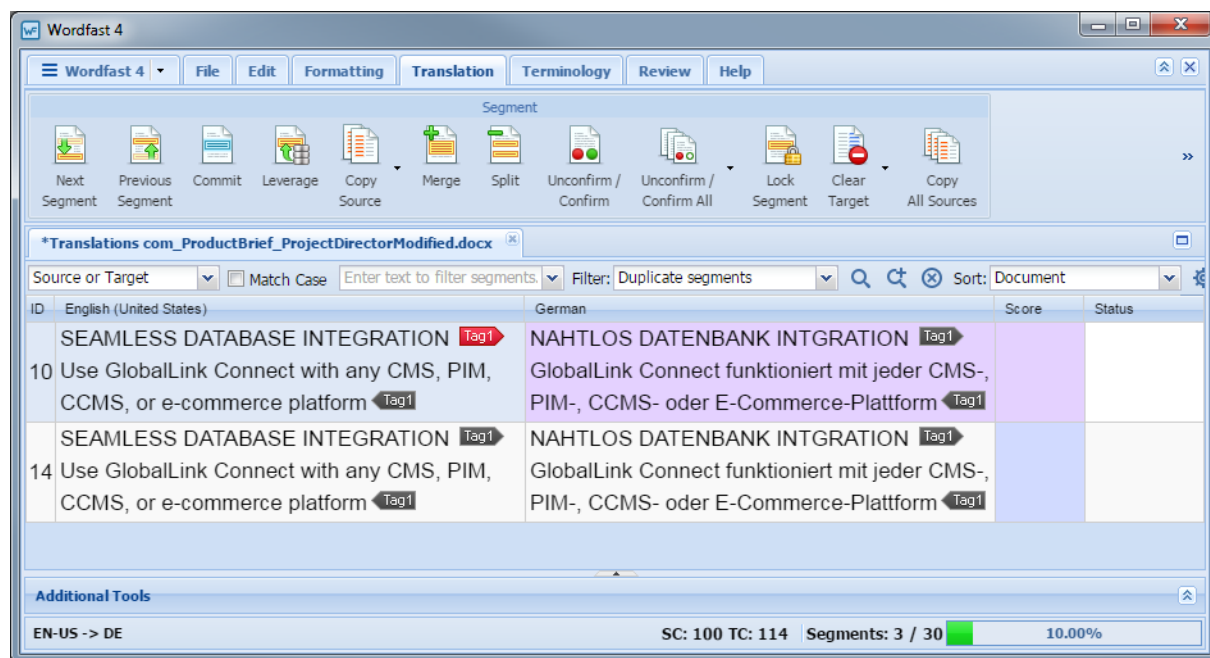 WF Wordfast 4
Wordfast 4 File Edit Formatting Translation Terminology Review Help
Segment
Next Segment Previous Segment Commit Leverage Copy Source Merge Split Unconfirm / Confirm Unconfirm / Confirm All Lock Segment Clear Target Copy All Sources
»
*Translations com_ProductBrief_ProjectDirectorModified.docx
Source or Target Match Case Enter text to filter segments. Filter: Duplicate segments Sort: Document
ID English (United States) German Score Status
SEAMLESS DATABASE INTEGRATION Tag1 NAHTLOS DATENBANK INTGRATION Tag1
10 Use GlobalLink Connect with any CMS, PIM, GlobalLink Connect funktioniert mit jeder CMS-,
CCMS, or e-commerce platform Tag1 PIM-, CCMS- oder E-Commerce-Plattform Tag1
SEAMLESS DATABASE INTEGRATION Tag1 NAHTLOS DATENBANK INTGRATION Tag1
14 Use GlobalLink Connect with any CMS, PIM, GlobalLink Connect funktioniert mit jeder CMS-,
CCMS, or e-commerce platform Tag1 PIM-, CCMS- oder E-Commerce-Plattform Tag1
Additional Tools
EN-US -> DE SC: 100 TC: 114 Segments: 3 / 30 10.00%